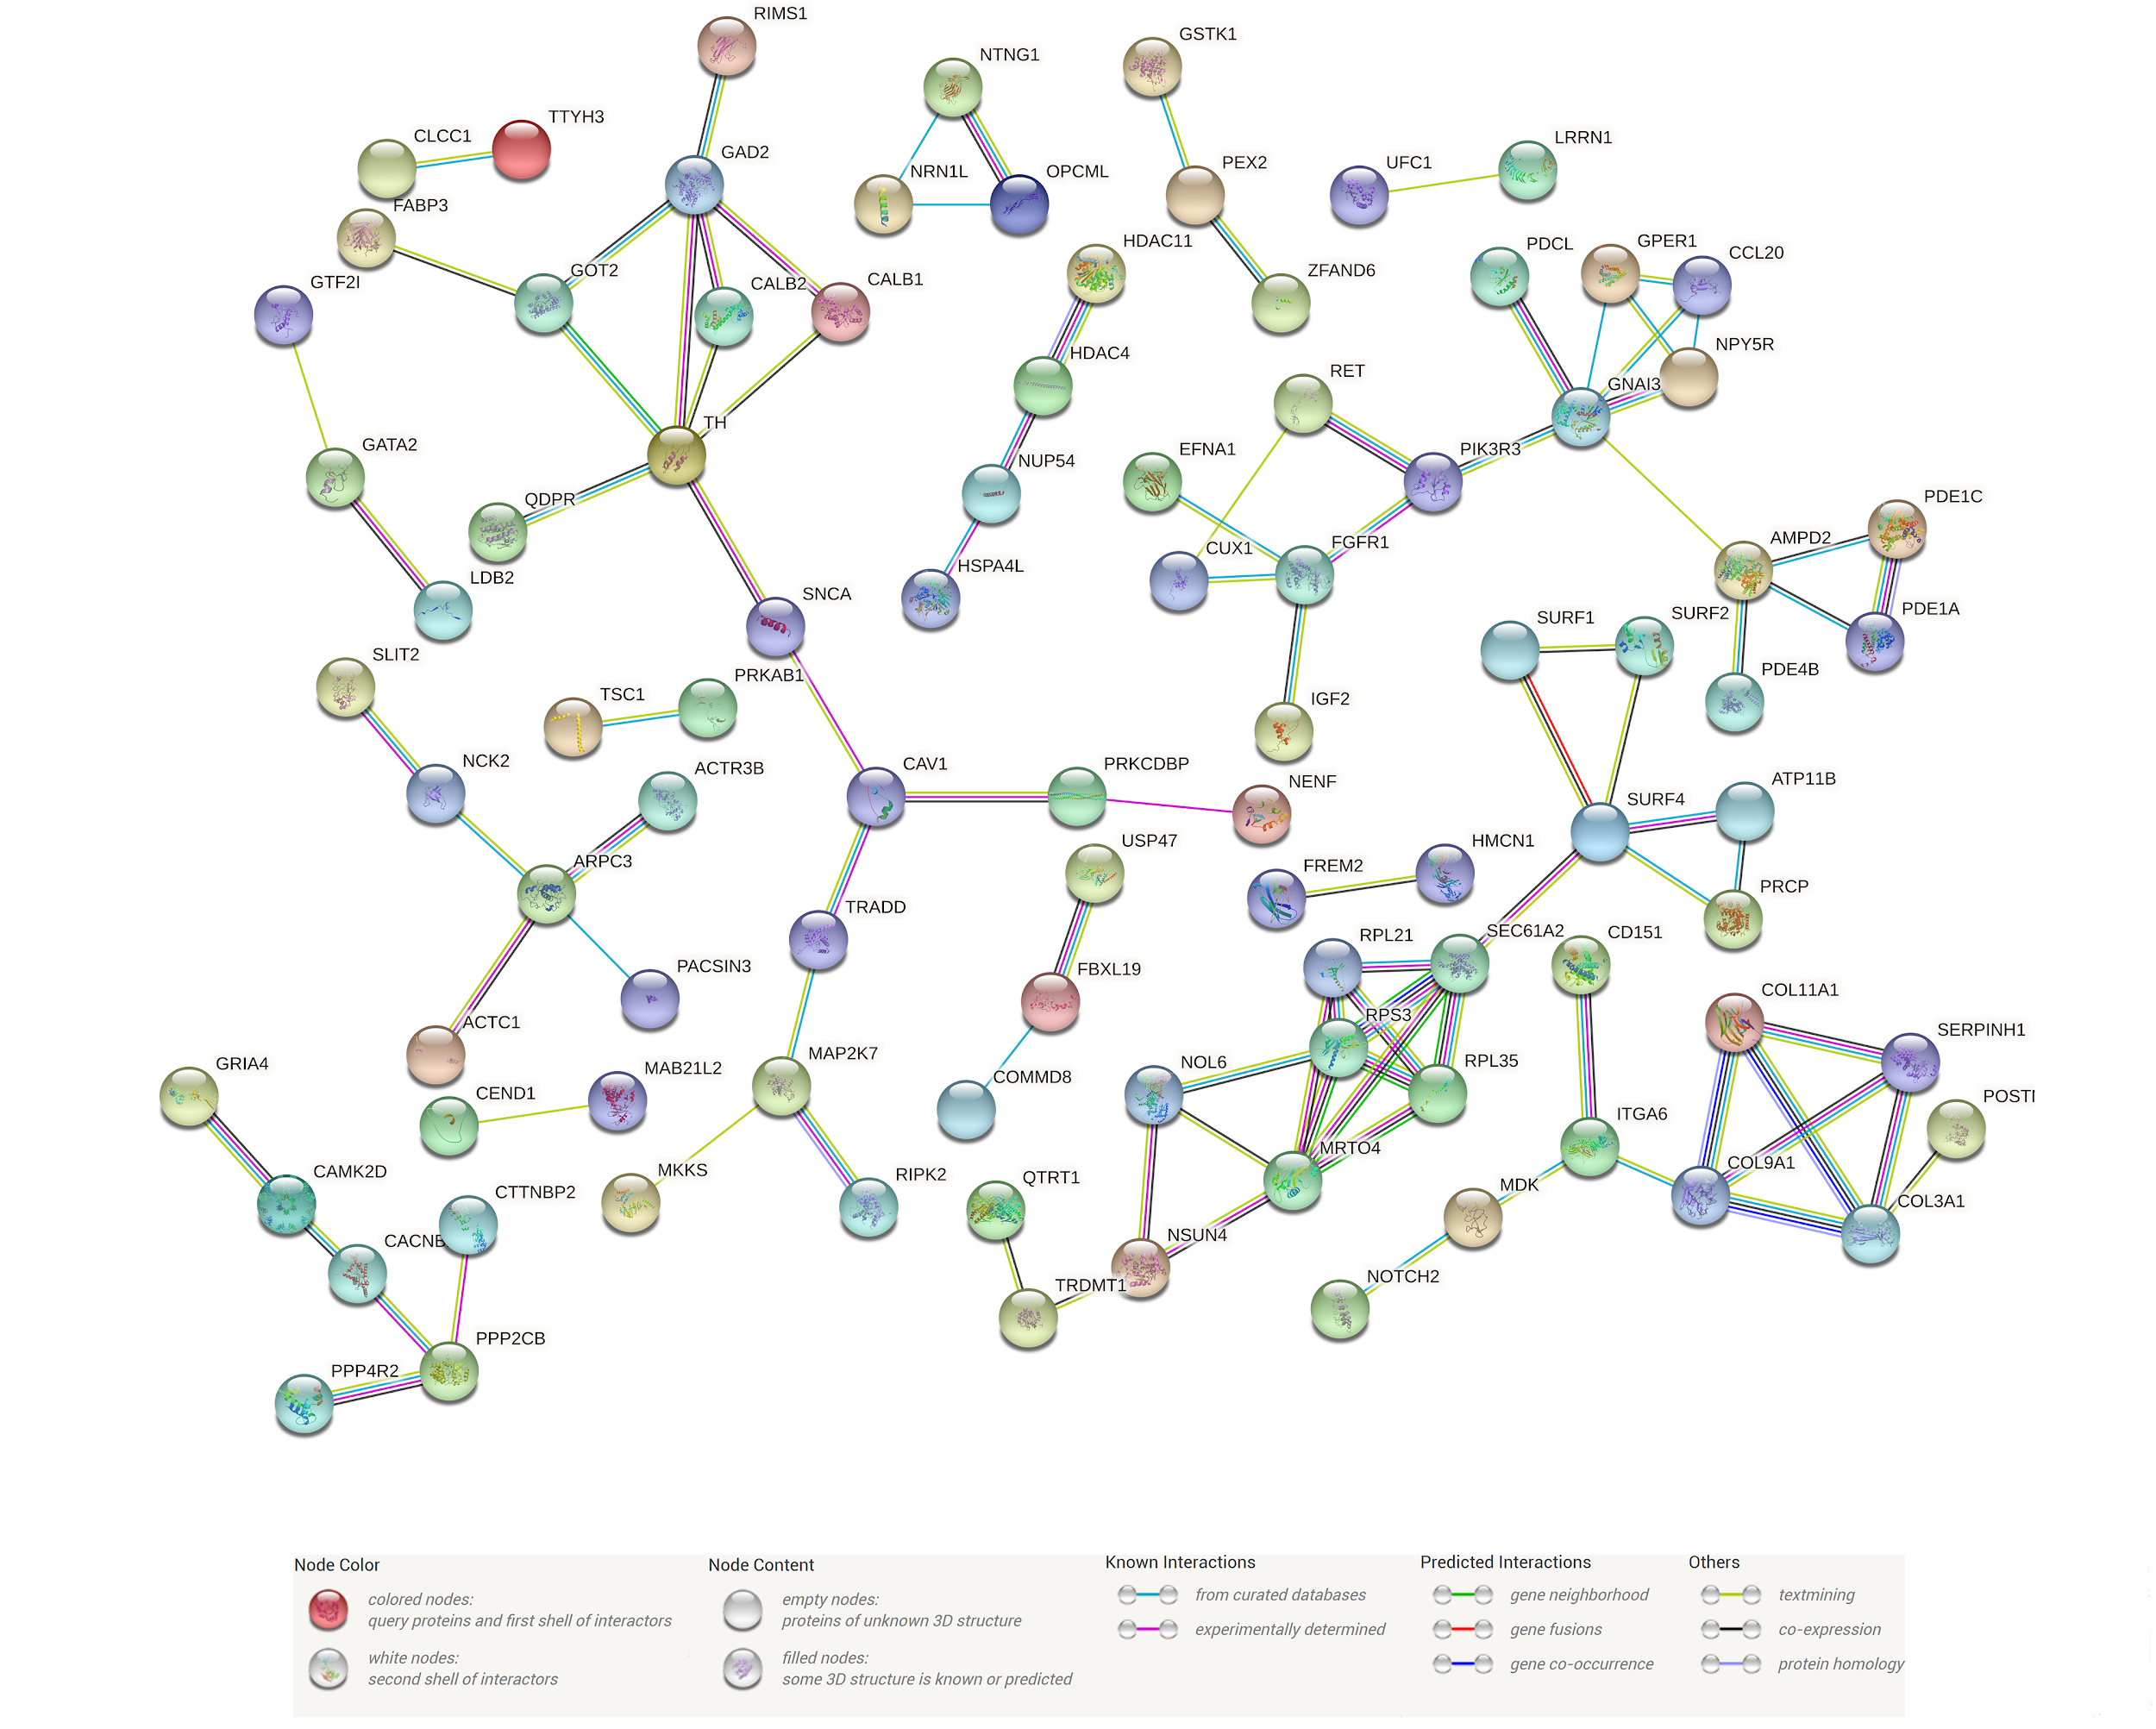 RIMS1
GSTK1
NTNG1
TTYH3
CLCC1
LRRN1
GAD2
PEX2
UFC1
NRN1L
OPCML
FABP3
HDAC11
PDCL
GPER1
CCL20
GOT2
ZFAND6
GTF2I
CALB2
CALB1
NPY5R
HDAC4
RET
GNAI3
TH
GATA2
EFNA1
PIK3R3
NUP54
QDPR
PDE1C
AMPD2
FGFR1
CUX1
HSPA4L
LDB2
SNCA
PDE1A
SURF1
SURF2
SLIT2
PRKAB1
PDE4B
TSC1
IGF2
NCK2
ACTR3B
CAV1
PRKCDBP
NENF
ATP11B
SURF4
USP47
HMCN1
ARPC3
FREM2
PRCP
TRADD
SEC61A2
CD151
RPL21
PACSIN3
FBXL19
COL11A1
ACTC1
RPS3
SERPINH1
MAP2K7
NOL6
RPL35
GRIA4
MAB21L2
COMMD8
CEND1
POSTI
ITGA6
MRTO4
CAMK2D
MKKS
RIPK2
QTRT1
COL9A1
CTTNBP2
MDK
COL3A1
CACNB
NSUN4
TRDMT1
NOTCH2
PPP2CB
PPP4R2
Node Color
colored nodes:
query proteins and first shell of interactors
white nodes:
second shell of interactors
Node Content
empty nodes:
proteins of unknown 3D structure
filled nodes:
some 3D structure is known or predicted
Known Interactions
from curated databases
experimentally determined
Predicted Interactions
gene neighborhood
gene fusions
gene co-occurrence
Others
textmining
co-expression
protein homology